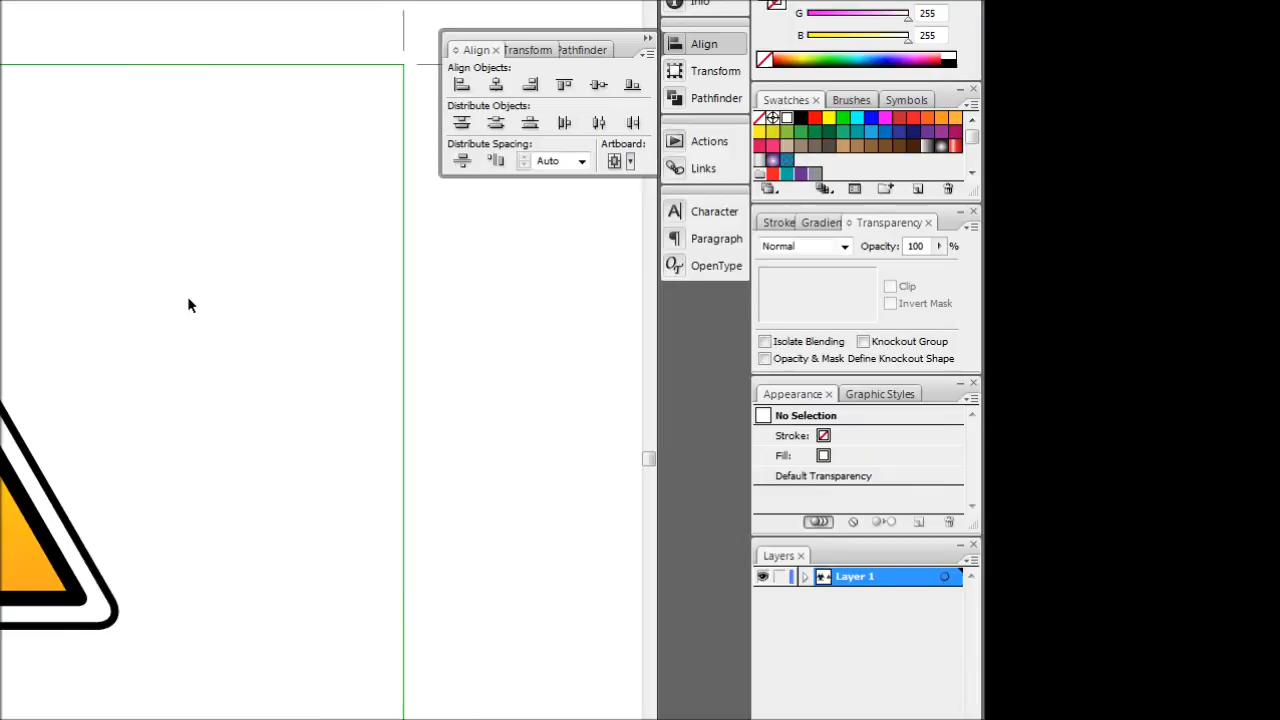 Info
Align
Transform
Pathfinder
Actions
Links
Character
Paragraph
OpenType
Align Transform Pathfinder
Align Objects:
Distribute Objects:
Distribute Spacing:
Artboard:
Auto
G 255
B 255
Swatches Brushes Symbols
Stroke Gradien Transparency
Normal Opacity: 100 %
Clip
Invert Mask
Isolate Blending Knockout Group
Opacity & Mask Define Knockout Shape
Appearance Graphic Styles
No Selection
Stroke:
Fill:
Default Transparency
Layers
Layer 1